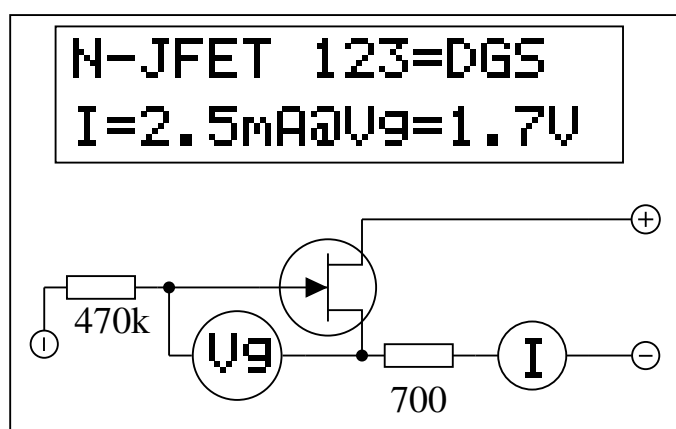 N-JFET 123=DGS
I=2.5mA@Vg=1.7V
+
470k
-
Vg
I
-
700